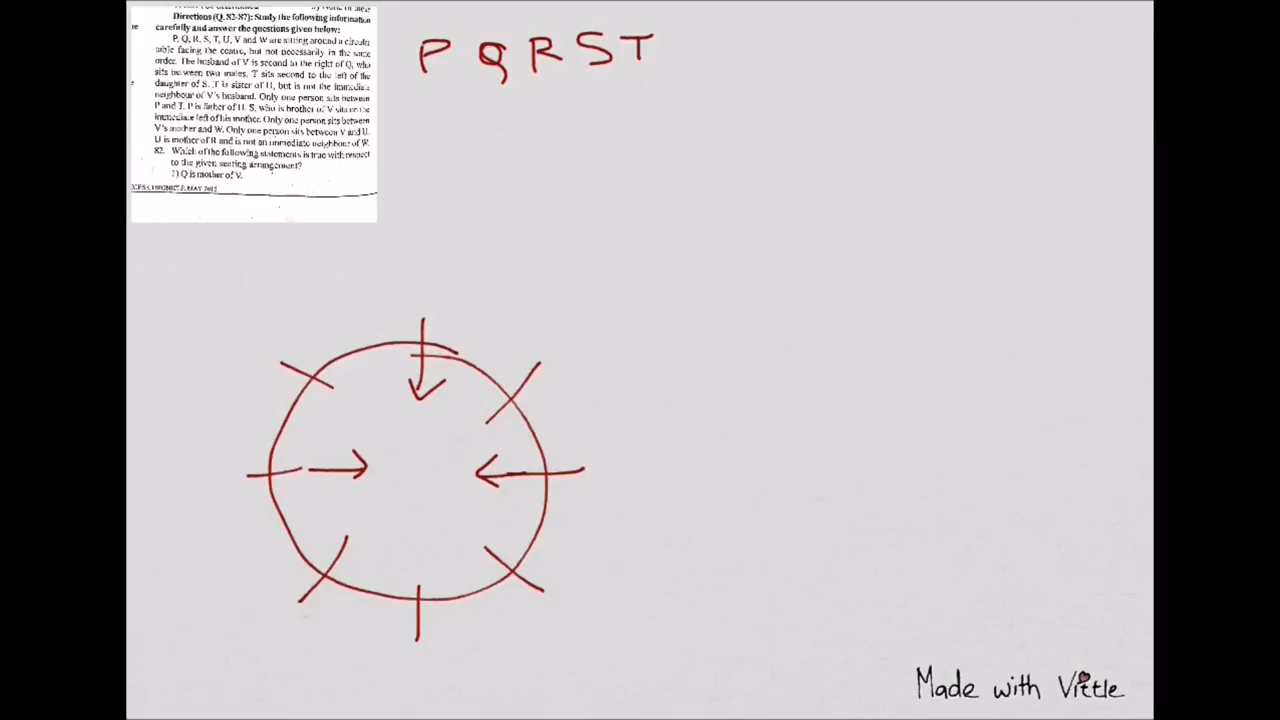 Directions (Q. 82-87): Study the following information
carefully and answer the questions given below:
P, Q, R, S, T, U, V and W are sitting around a circular
table facing the centre, but not necessarily in the same
order. The husband of V is second to the right of Q, who
sits between two males. T sits second to the left of the
daughter of S. T is sister of U, but is not the immediate
neighbour of V's husband. Only one person sits between
P and T. P is father of U. S, who is brother of V sits on the
immediate left of his mother. Only one person sits between
V's mother and W. Only one person sits between V and U.
U is mother of R and is not an immediate neighbour of W.
82. Which of the following statements is true with respect
to the given seating arrangement?
1) Q is mother of V.
P Q R S T
Made with Vittle